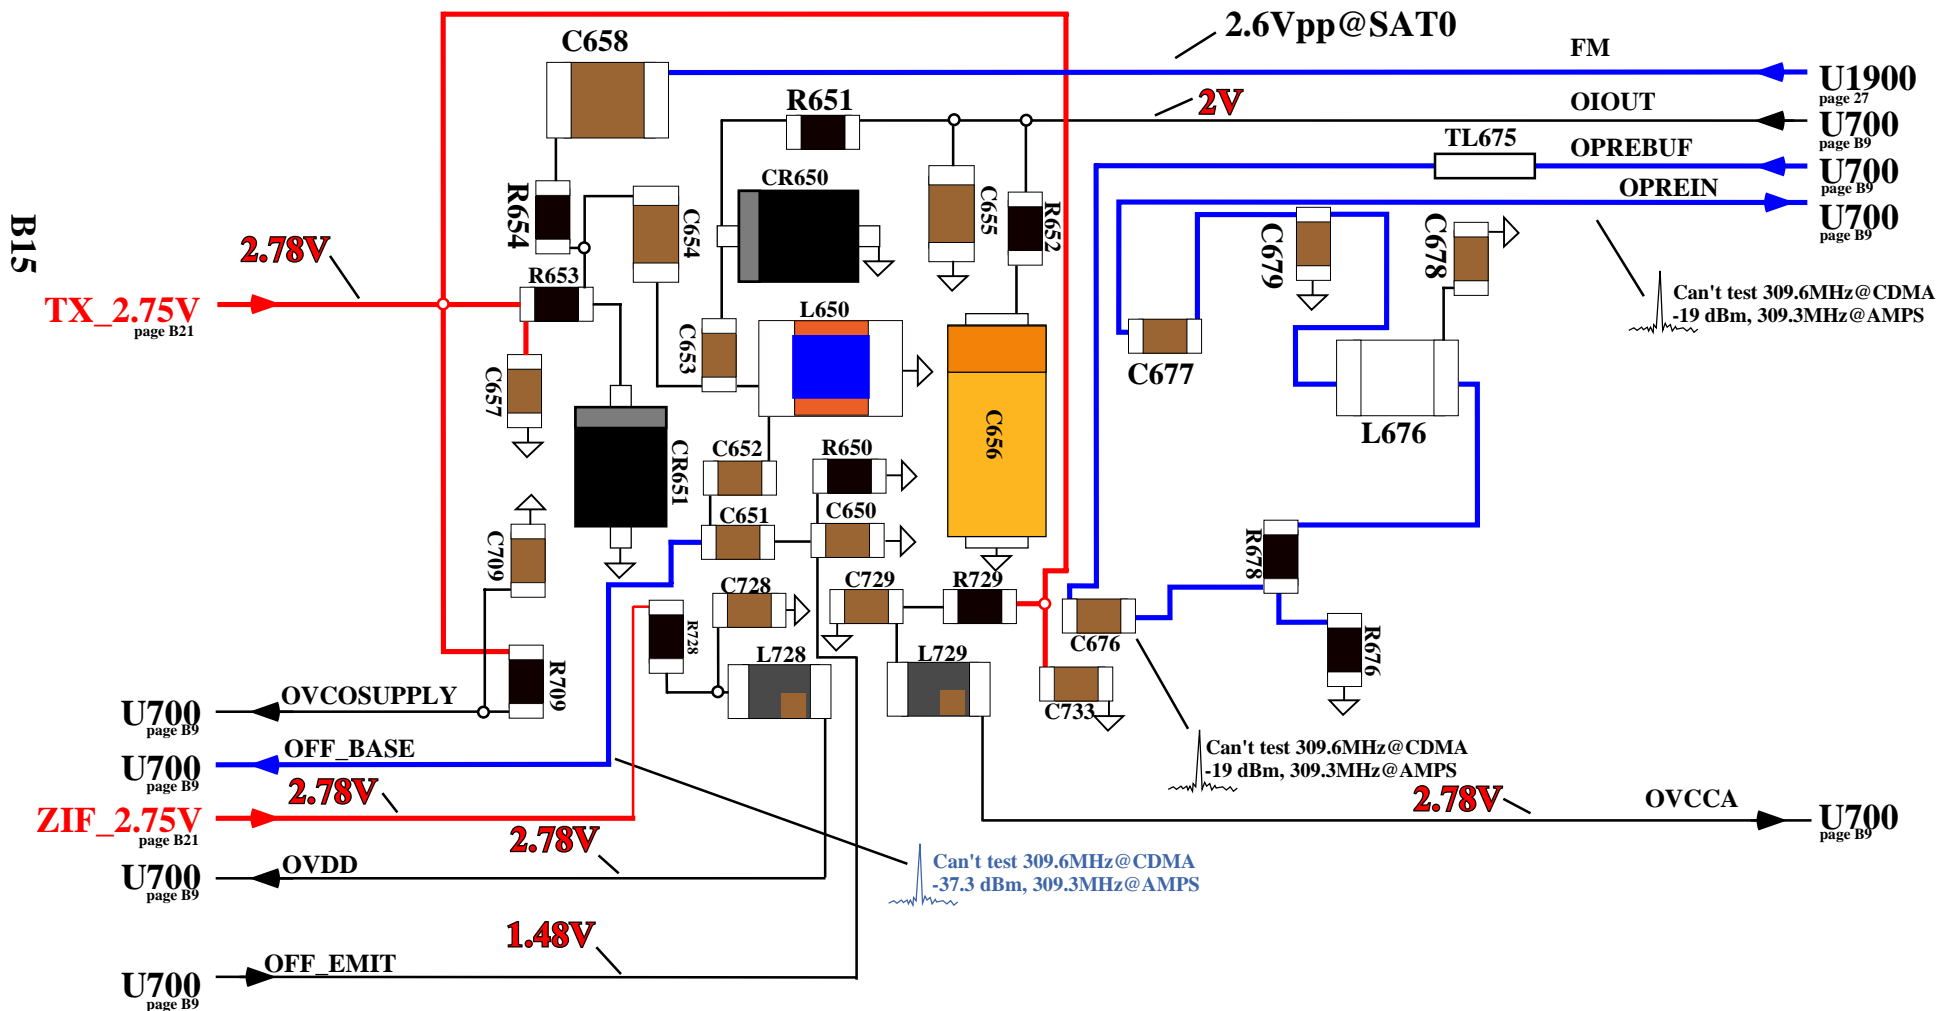 2.6Vpp@SAT0
C658
FM
U1900
page 27
R651
2V
OIOUT
U700
page B9
TL675
OPREBUF
U700
page B9
CR650
OPREIN
U700
page B9
R654
C654
C655
R652
C679
C678
B15
2.78V
R653
TX_2.75V
page B21
L650
Can't test 309.6MHz@CDMA
-19 dBm, 309.3MHz@AMPS
C653
C657
C677
C656
L676
CR651
C652
R650
C651
C650
C709
R678
C728
C729
R729
R728
C676
R676
L728
L729
R709
C733
OVCOSUPPLY
U700
page B9
OFF_BASE
U700
page B9
Can't test 309.6MHz@CDMA
-19 dBm, 309.3MHz@AMPS
2.78V
ZIF_2.75V
page B21
2.78V
OVCCA
U700
page B9
2.78V
OVDD
U700
page B9
Can't test 309.6MHz@CDMA
-37.3 dBm, 309.3MHz@AMPS
1.48V
OFF_EMIT
U700
page B9